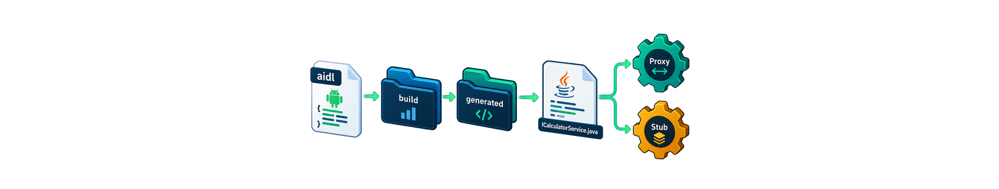 aidl
{
}
build
generated
</>
ICalculatorService.java
Proxy
Stub